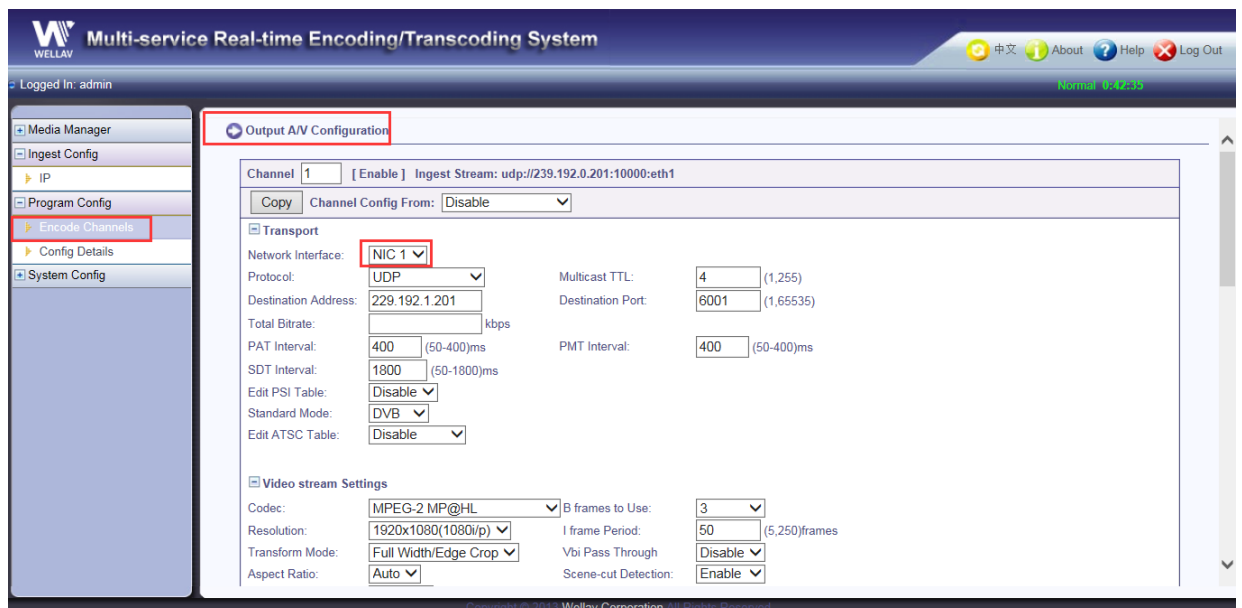 WELLAV
Multi-service Real-time Encoding/Transcoding System
中文 About Help Log Out
Logged In: admin
Normal 0:42:35
Media Manager
Ingest Config
IP
Program Config
Encode Channels
Config Details
System Config
Output A/V Configuration
Channel 1 [ Enable ] Ingest Stream: udp://239.192.0.201:10000:eth1
Copy Channel Config From: Disable
Transport
Network Interface: NIC 1
Protocol: UDP Multicast TTL: 4 (1,255)
Destination Address: 229.192.1.201 Destination Port: 6001 (1,65535)
Total Bitrate: kbps
PAT Interval: 400 (50-400)ms PMT Interval: 400 (50-400)ms
SDT Interval: 1800 (50-1800)ms
Edit PSI Table: Disable
Standard Mode: DVB
Edit ATSC Table: Disable
Video stream Settings
Codec: MPEG-2 MP@HL B frames to Use: 3
Resolution: 1920x1080(1080i/p) I frame Period: 50 (5,250)frames
Transform Mode: Full Width/Edge Crop Vbi Pass Through Disable
Aspect Ratio: Auto Scene-cut Detection: Enable
Copyright © 2012 Wellav Corporation All Rights Reserved